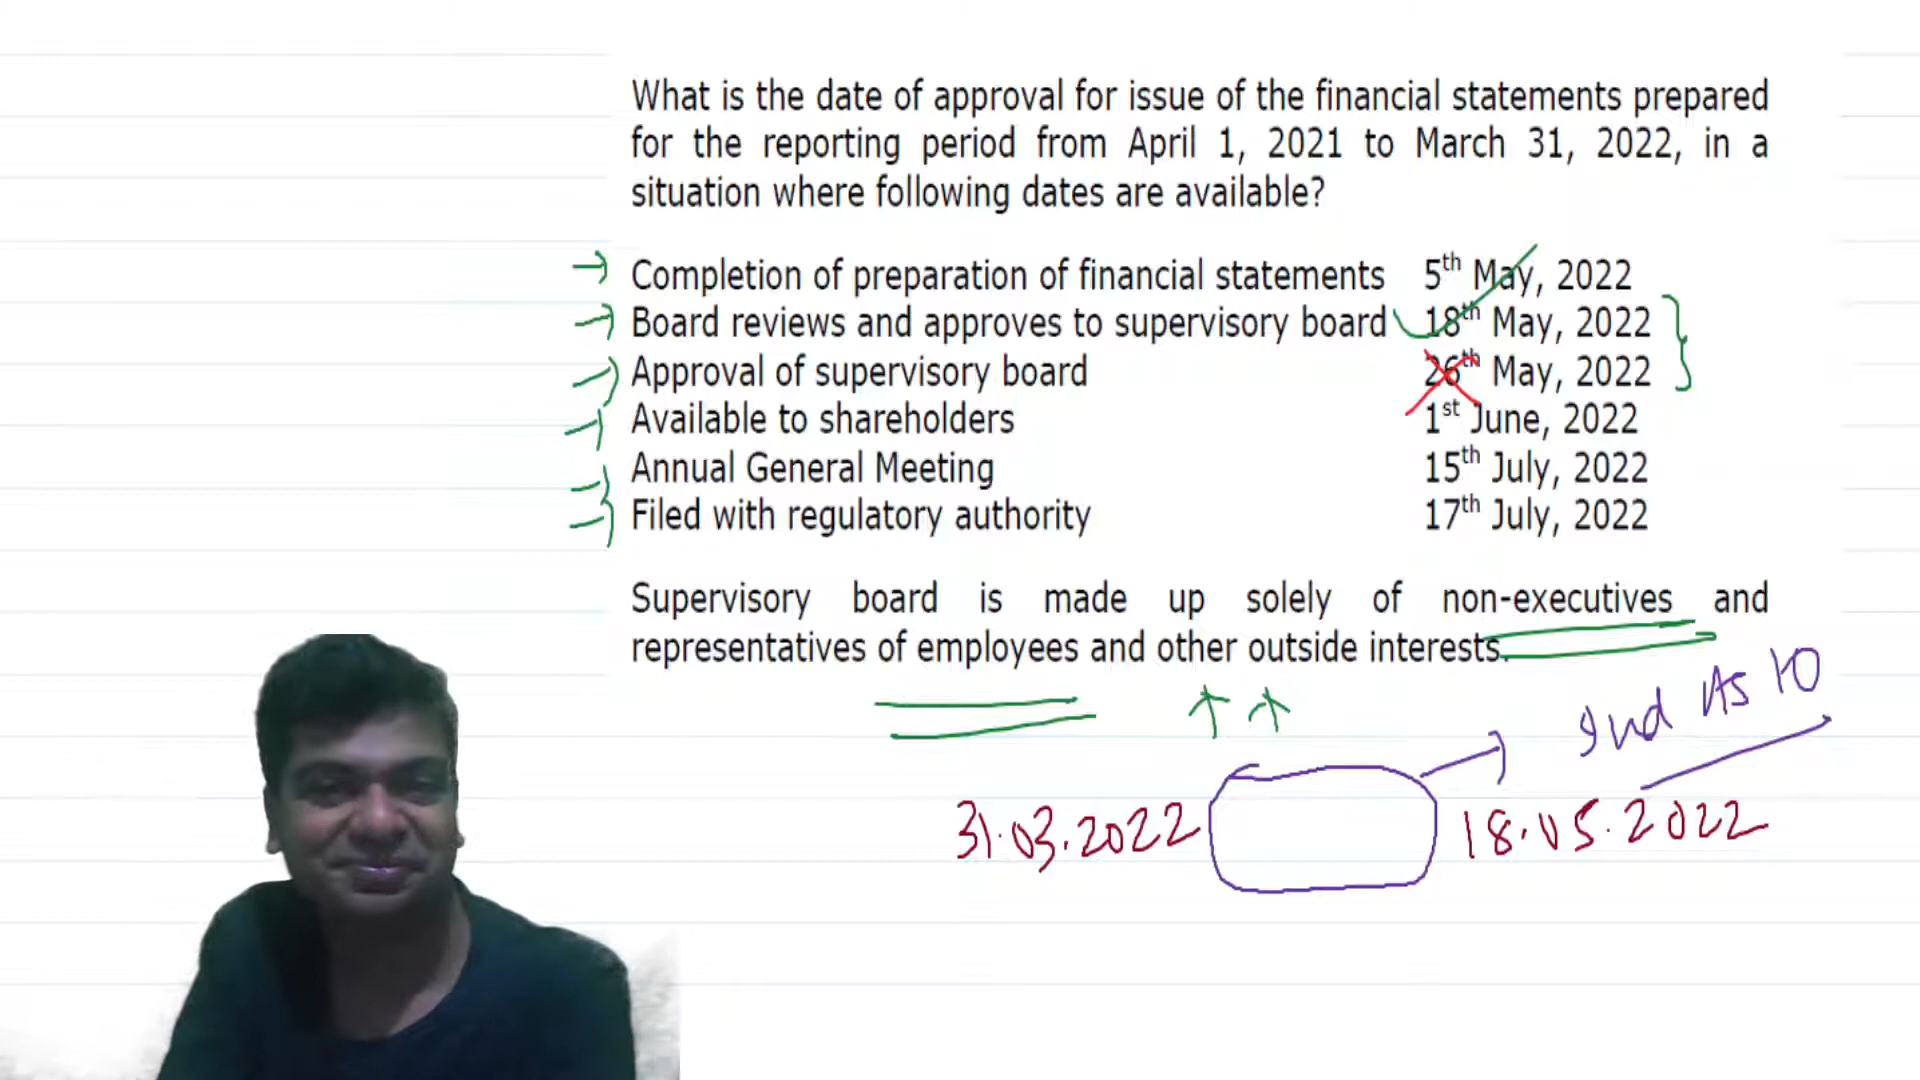 What is the date of approval for issue of the financial statements prepared
for the reporting period from April 1, 2021 to March 31, 2022, in a
situation where following dates are available?
Completion of preparation of financial statements 5th May, 2022
Board reviews and approves to supervisory board 18th May, 2022
Approval of supervisory board 26th May, 2022
Available to shareholders 1st June, 2022
Annual General Meeting 15th July, 2022
Filed with regulatory authority 17th July, 2022
Supervisory board is made up solely of non-executives and
representatives of employees and other outside interests.
Ind As 10
31.03.2022 18.05.2022